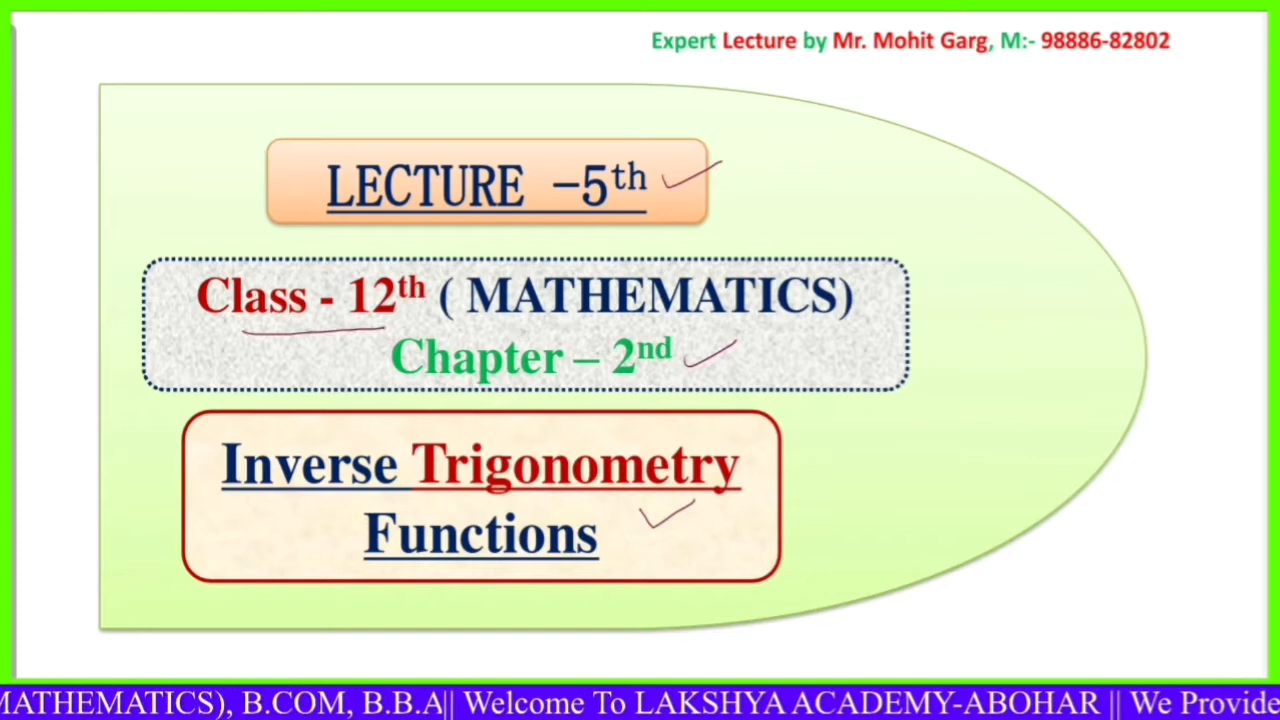 Expert Lecture by Mr. Mohit Garg, M:- 98886-82802
LECTURE –5th
Class - 12th ( MATHEMATICS)
Chapter – 2nd
Inverse Trigonometry
Functions
MATHEMATICS), B.COM, B.B.A|| Welcome To LAKSHYA ACADEMY-ABOHAR || We Provide